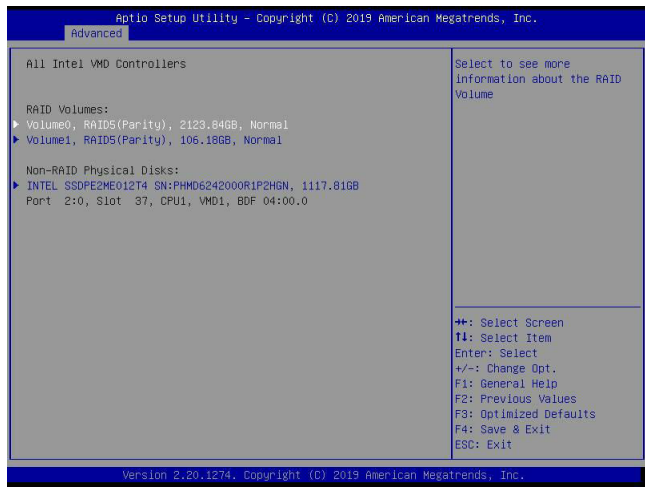 Aptio Setup Utility – Copyright (C) 2019 American Megatrends, Inc.
Advanced
All Intel VMD Controllers
RAID Volumes:
Volume0, RAID5(Parity), 2123.84GB, Normal
Volume1, RAID5(Parity), 106.18GB, Normal
Non-RAID Physical Disks:
INTEL SSDPE2ME012T4 SN:PHMD6242000R1P2HGN, 1117.81GB
Port 2:0, Slot 37, CPU1, VMD1, BDF 04:00.0
Select to see more
information about the RAID
Volume
→←: Select Screen
↑↓: Select Item
Enter: Select
+/-: Change Opt.
F1: General Help
F2: Previous Values
F3: Optimized Defaults
F4: Save & Exit
ESC: Exit
Version 2.20.1274. Copyright (C) 2019 American Megatrends, Inc.